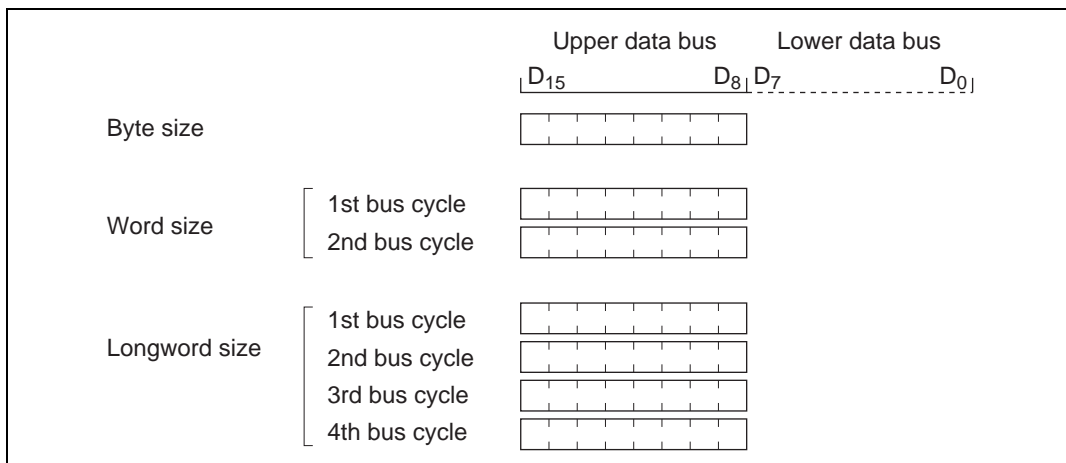 Upper data bus Lower data bus
D15 D8 D7 D0
Byte size
Word size
1st bus cycle
2nd bus cycle
Longword size
1st bus cycle
2nd bus cycle
3rd bus cycle
4th bus cycle